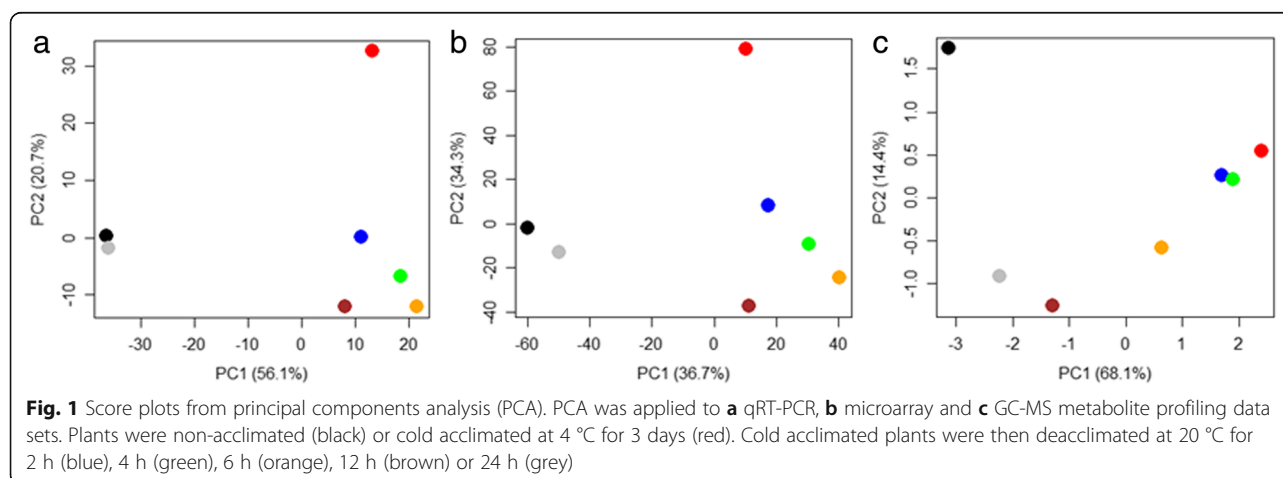 a
30
20
10
0
-10
PC2 (20.7%)
-30 -20 -10 0 10 20
PC1 (56.1%)
b
80
60
40
20
0
-20
-40
PC2 (34.3%)
-60 -40 -20 0 20 40
PC1 (36.7%)
c
1.5
1.0
0.5
0.0
-0.5
-1.0
PC2 (14.4%)
-3 -2 -1 0 1 2
PC1 (68.1%)
Fig. 1 Score plots from principal components analysis (PCA). PCA was applied to a qRT-PCR, b microarray and c GC-MS metabolite profiling data
sets. Plants were non-acclimated (black) or cold acclimated at 4 °C for 3 days (red). Cold acclimated plants were then deacclimated at 20 °C for
2 h (blue), 4 h (green), 6 h (orange), 12 h (brown) or 24 h (grey)